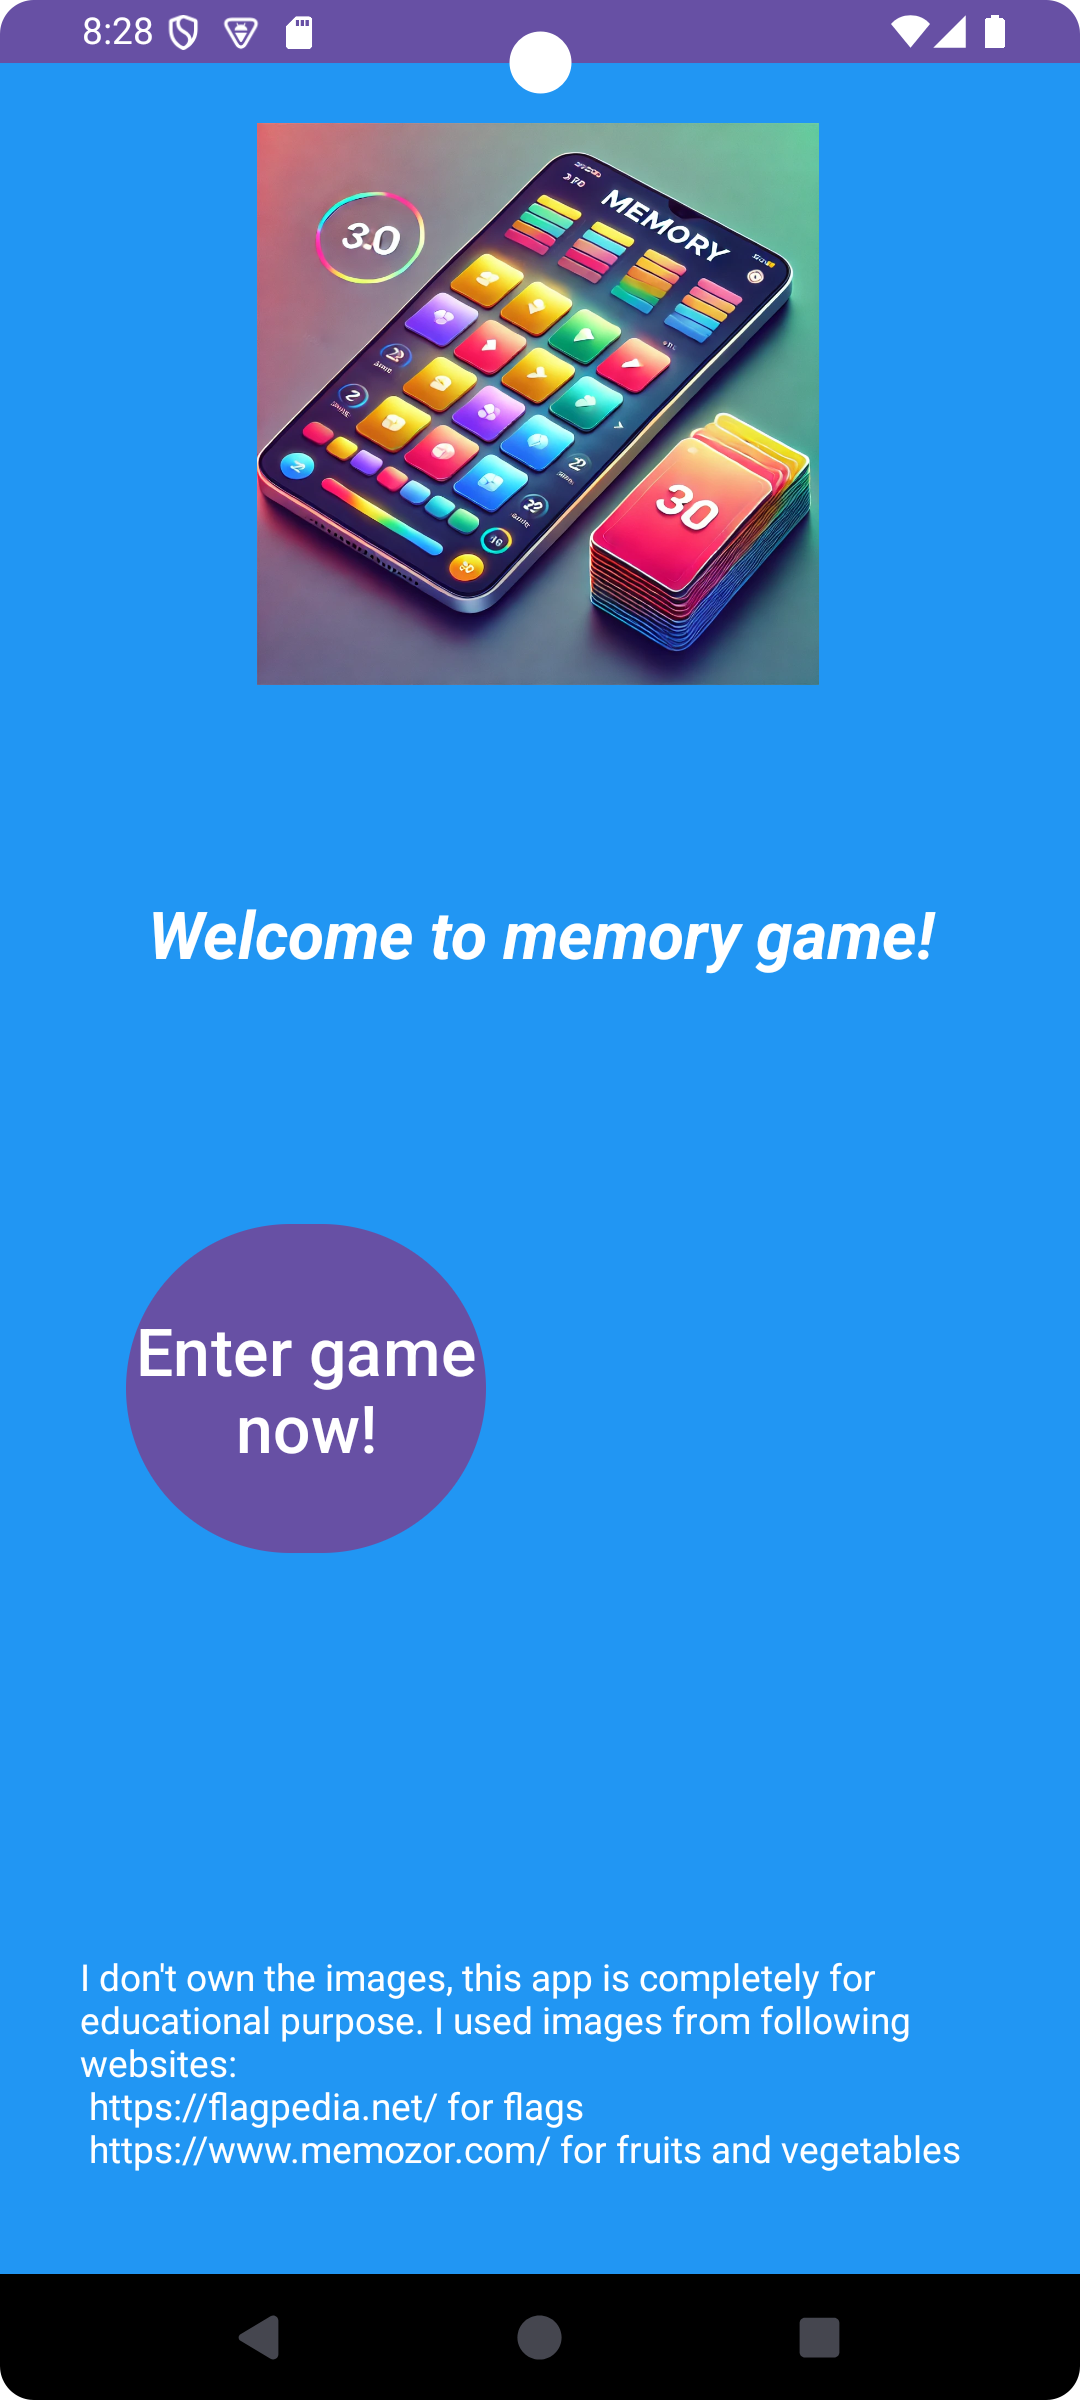 8:28
MEMORY
3.0
30
Welcome to memory game!
Enter game
now!
I don't own the images, this app is completely for
educational purpose. I used images from following
websites:
https://flagpedia.net/ for flags
https://www.memozor.com/ for fruits and vegetables